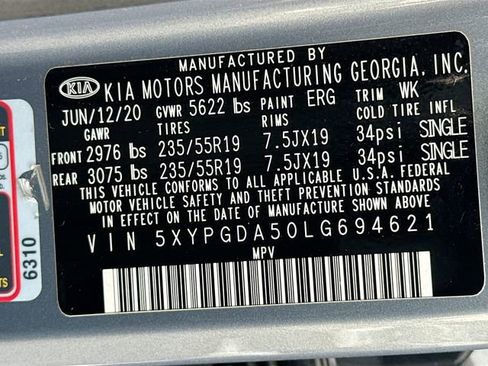 MANUFACTURED BY
KIA KIA MOTORS MANUFACTURING GEORGIA, INC.
JUN/12/20 GVWR 5622 lbs PAINT ERG TRIM WK
GAWR TIRES RIMS COLD TIRE INFL
FRONT 2976 lbs 235/55R19 7.5JX19 34psi SINGLE
REAR 3075 lbs 235/55R19 7.5JX19 34psi SINGLE
THIS VEHICLE CONFORMS TO ALL APPLICABLE U.S.A. FEDERAL
MOTOR VEHICLE SAFETY AND THEFT PREVENTION STANDARDS
IN EFFECT ON THE DATE OF MANUFACTURE SHOWN ABOVE.
VIN 5XYPGDA50LG694621
MPV
6310